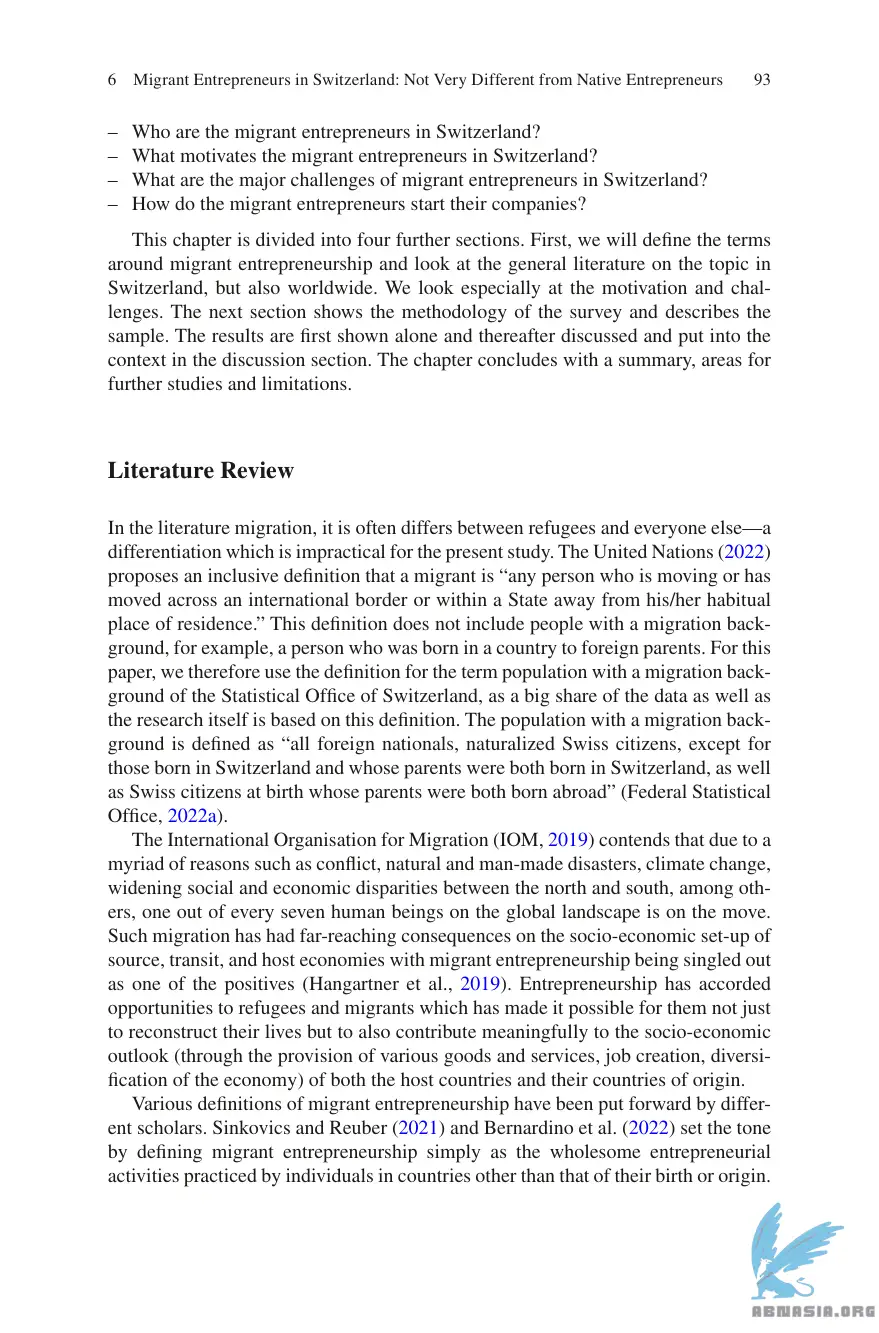 6 Migrant Entrepreneurs in Switzerland: Not Very Different from Native Entrepreneurs 93
– Who are the migrant entrepreneurs in Switzerland?
– What motivates the migrant entrepreneurs in Switzerland?
– What are the major challenges of migrant entrepreneurs in Switzerland?
– How do the migrant entrepreneurs start their companies?
This chapter is divided into four further sections. First, we will define the terms
around migrant entrepreneurship and look at the general literature on the topic in
Switzerland, but also worldwide. We look especially at the motivation and chal-
lenges. The next section shows the methodology of the survey and describes the
sample. The results are first shown alone and thereafter discussed and put into the
context in the discussion section. The chapter concludes with a summary, areas for
further studies and limitations.
Literature Review
In the literature migration, it is often differs between refugees and everyone else—a
differentiation which is impractical for the present study. The United Nations (2022)
proposes an inclusive definition that a migrant is “any person who is moving or has
moved across an international border or within a State away from his/her habitual
place of residence.” This definition does not include people with a migration back-
ground, for example, a person who was born in a country to foreign parents. For this
paper, we therefore use the definition for the term population with a migration back-
ground of the Statistical Office of Switzerland, as a big share of the data as well as
the research itself is based on this definition. The population with a migration back-
ground is defined as “all foreign nationals, naturalized Swiss citizens, except for
those born in Switzerland and whose parents were both born in Switzerland, as well
as Swiss citizens at birth whose parents were both born abroad” (Federal Statistical
Office, 2022a).
The International Organisation for Migration (IOM, 2019) contends that due to a
myriad of reasons such as conflict, natural and man-made disasters, climate change,
widening social and economic disparities between the north and south, among oth-
ers, one out of every seven human beings on the global landscape is on the move.
Such migration has had far-reaching consequences on the socio-economic set-up of
source, transit, and host economies with migrant entrepreneurship being singled out
as one of the positives (Hangartner et al., 2019). Entrepreneurship has accorded
opportunities to refugees and migrants which has made it possible for them not just
to reconstruct their lives but to also contribute meaningfully to the socio-economic
outlook (through the provision of various goods and services, job creation, diversi-
fication of the economy) of both the host countries and their countries of origin.
Various definitions of migrant entrepreneurship have been put forward by differ-
ent scholars. Sinkovics and Reuber (2021) and Bernardino et al. (2022) set the tone
by defining migrant entrepreneurship simply as the wholesome entrepreneurial
activities practiced by individuals in countries other than that of their birth or origin.
ABNASIA.ORG